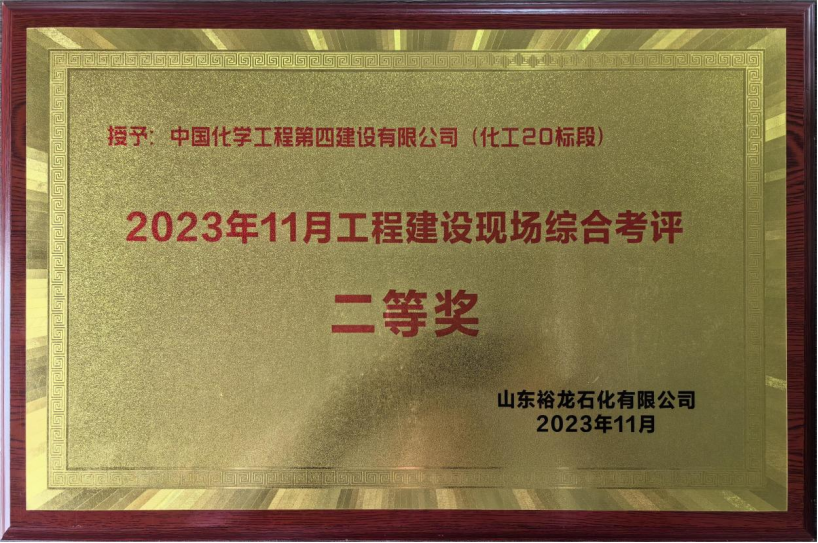 授予：中国化学工程第四建设有限公司（化工20标段）
2023年11月工程建设现场综合考评
二等奖
山东裕龙石化有限公司
2023年11月